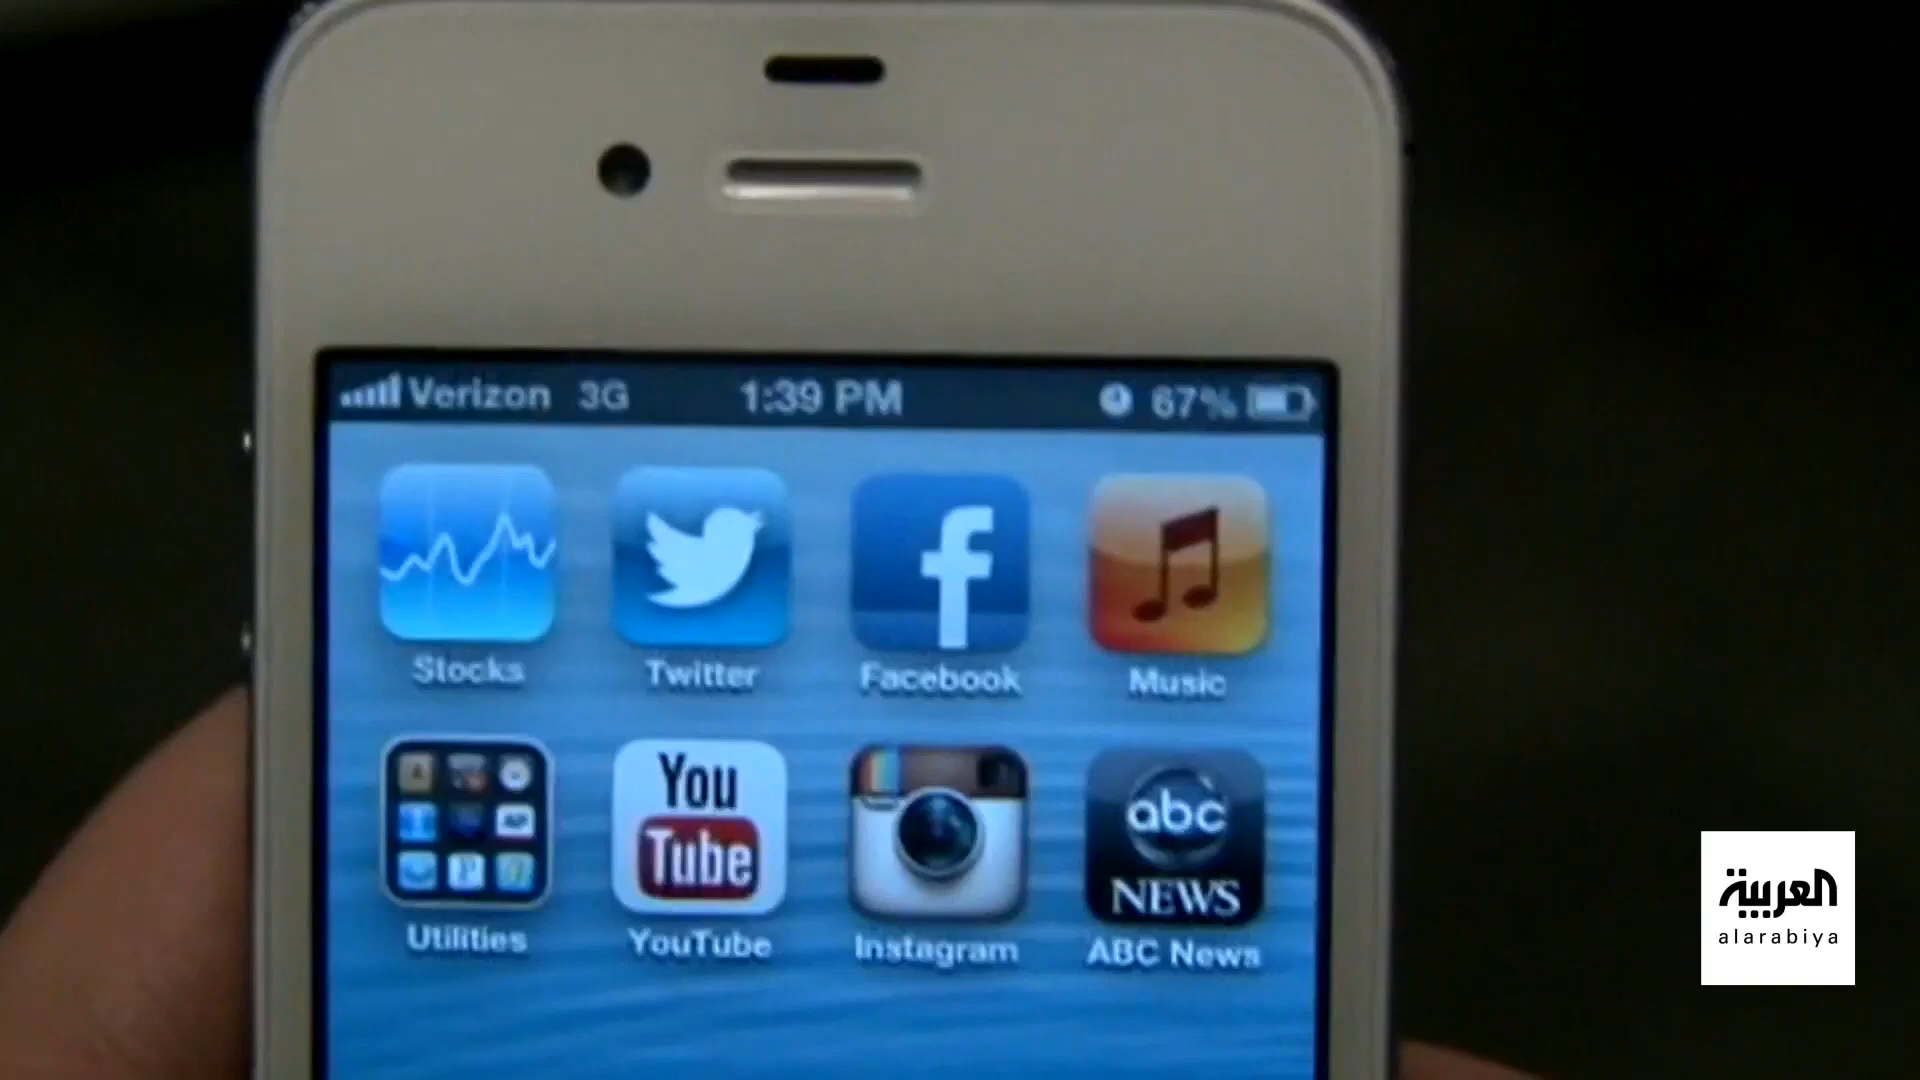 Verizon 3G 1:39 PM 67%
Stocks Twitter Facebook Music
You
Tube
abc
NEWS
Utilities YouTube Instagram ABC News
العربية
alarabiya